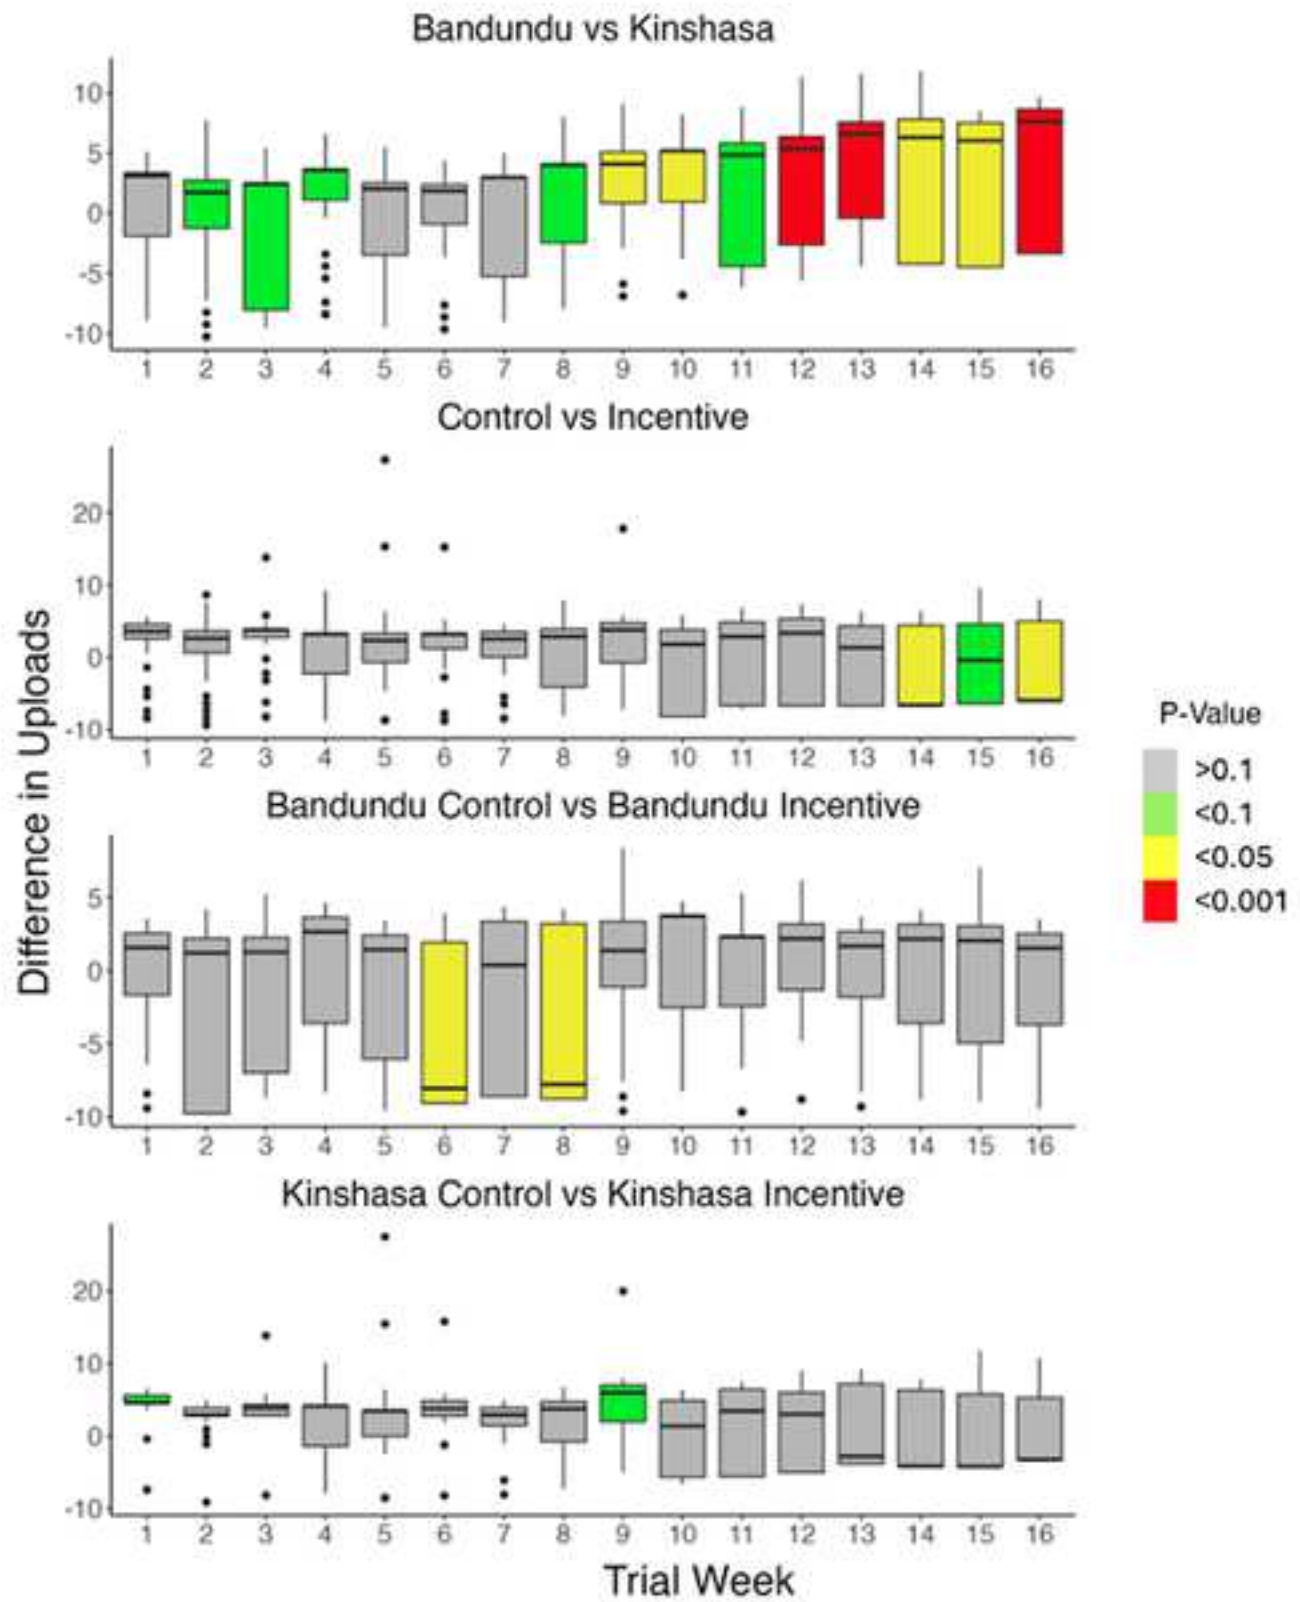 Bandundu vs Kinshasa
10
5
0
-5
-10
1 2 3 4 5 6 7 8 9 10 11 12 13 14 15 16
Control vs Incentive
20
10
0
-10
1 2 3 4 5 6 7 8 9 10 11 12 13 14 15 16
Difference in Uploads
P-Value
>0.1
<0.1
<0.05
<0.001
Bandundu Control vs Bandundu Incentive
5
0
-5
-10
1 2 3 4 5 6 7 8 9 10 11 12 13 14 15 16
Kinshasa Control vs Kinshasa Incentive
20
10
0
-10
1 2 3 4 5 6 7 8 9 10 11 12 13 14 15 16
Trial Week